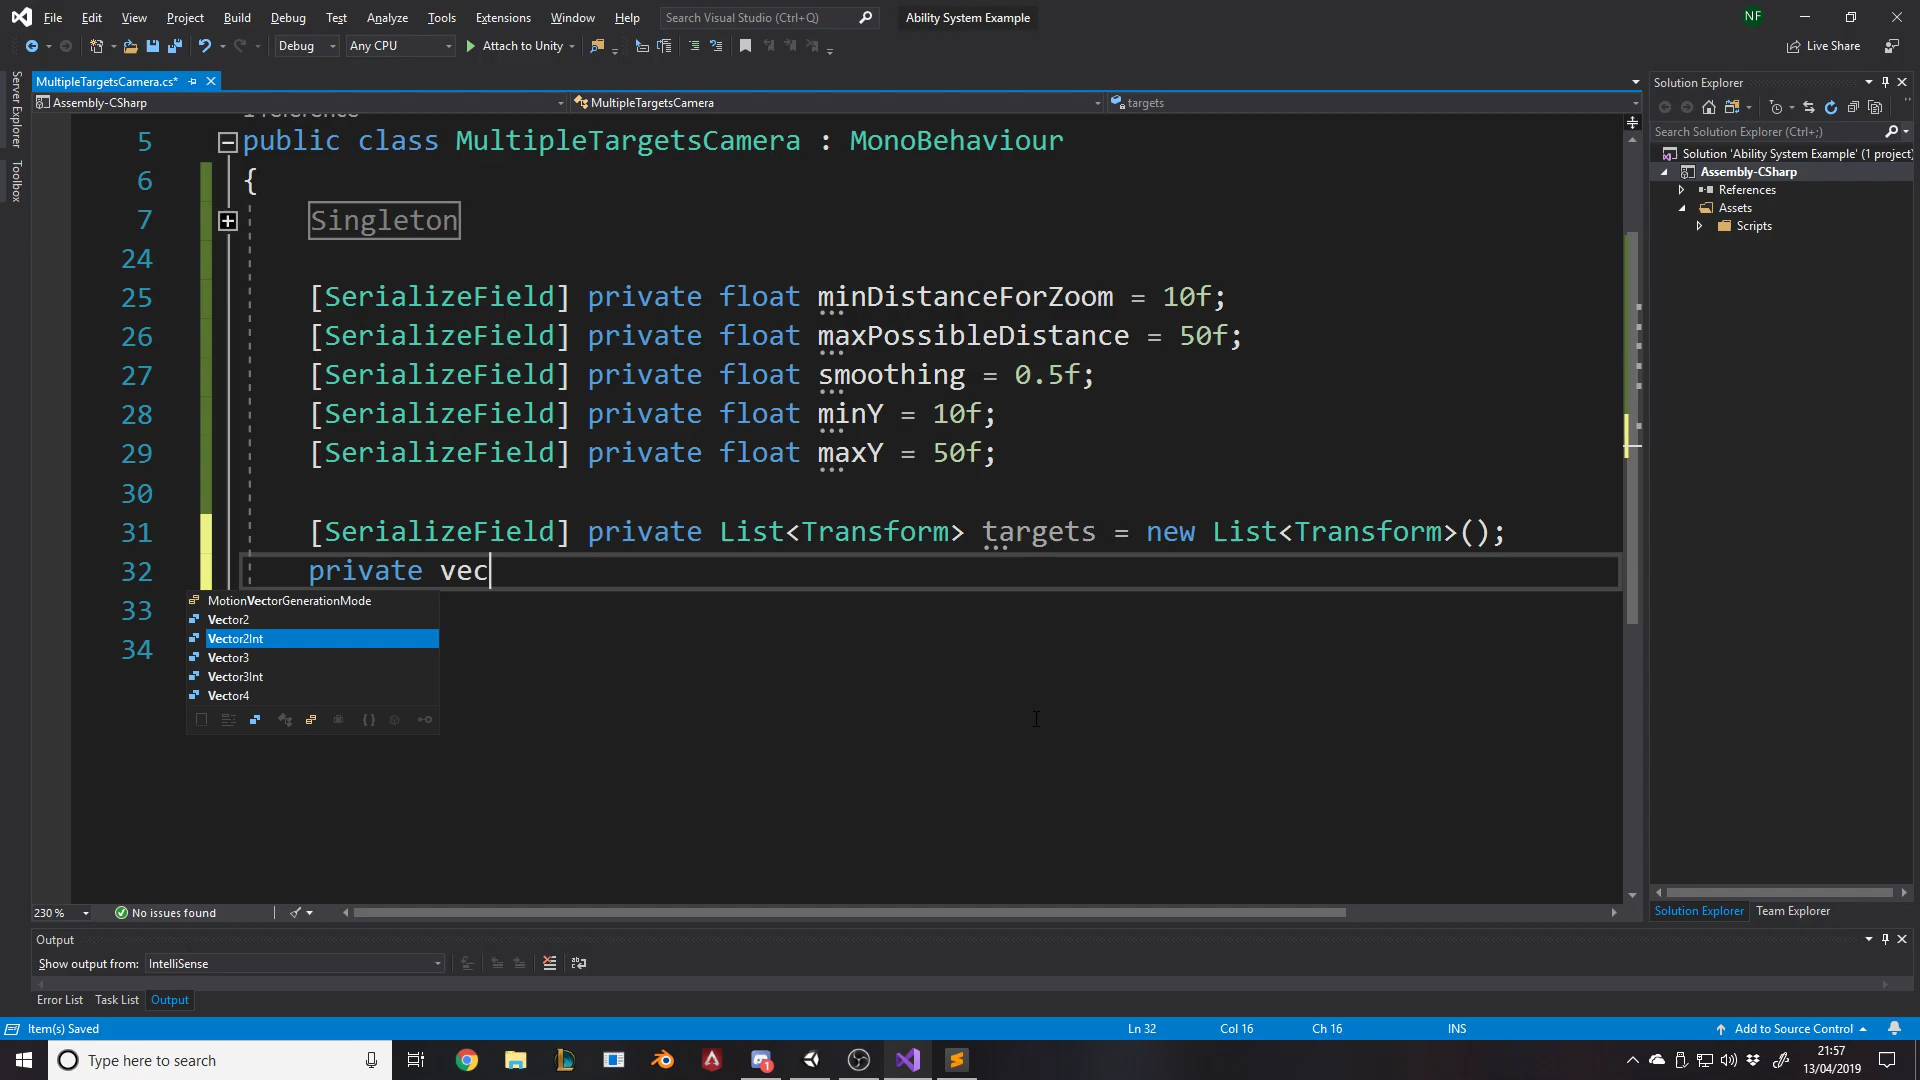 File Edit View Project Build Debug Test Analyze Tools Extensions Window Help Search Visual Studio (Ctrl+Q) Ability System Example NF
Debug Any CPU Attach to Unity Live Share
Server Explorer
Toolbox
MultipleTargetsCamera.cs*
Assembly-CSharp MultipleTargetsCamera targets
5 public class MultipleTargetsCamera : MonoBehaviour
6 {
7 Singleton
24
25 [SerializeField] private float minDistanceForZoom = 10f;
26 [SerializeField] private float maxPossibleDistance = 50f;
27 [SerializeField] private float smoothing = 0.5f;
28 [SerializeField] private float minY = 10f;
29 [SerializeField] private float maxY = 50f;
30
31 [SerializeField] private List<Transform> targets = new List<Transform>();
32 private vec
33
34
MotionVectorGenerationMode
Vector2
Vector2Int
Vector3
Vector3Int
Vector4
230 % No issues found
Output
Show output from: IntelliSense
Error List Task List Output
Solution Explorer
Search Solution Explorer (Ctrl+;)
Solution 'Ability System Example' (1 project)
Assembly-CSharp
References
Assets
Scripts
Solution Explorer Team Explorer
Item(s) Saved Ln 32 Col 16 Ch 16 INS Add to Source Control
Type here to search
21:57
13/04/2019